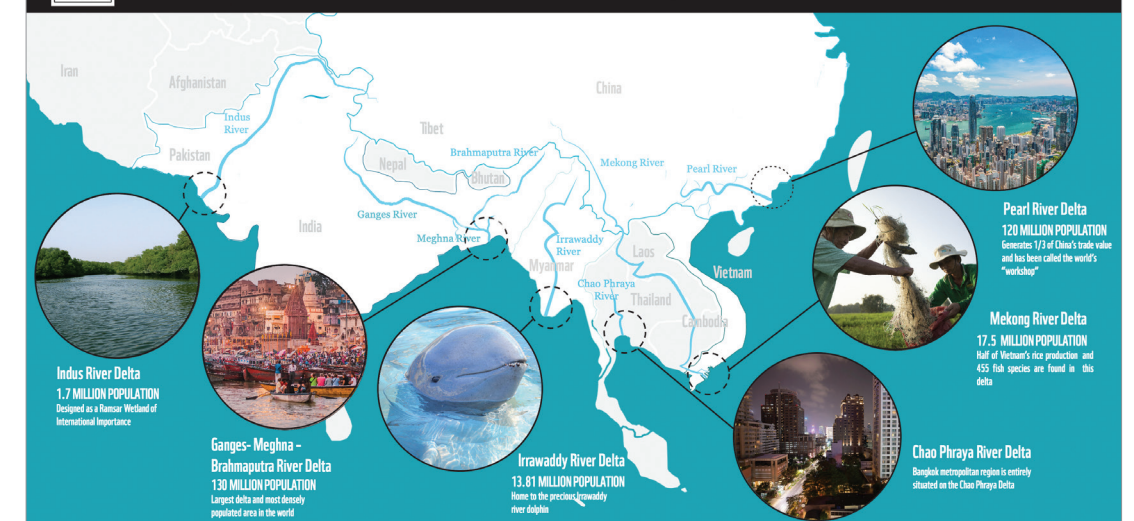 Iran
Afghanistan
China
Indus
River
Tibet
Pakistan
Nepal
Brahmaputra River
Bhutan
Mekong River
Pearl River
India
Ganges River
Meghna River
Irrawaddy
River
Myanmar
Laos
Vietnam
Chao Phraya
River
Thailand
Cambodia
Pearl River Delta
120 MILLION POPULATION
Generates 1/3 of China's trade value
and has been called the world's
"workshop"
Mekong River Delta
17.5 MILLION POPULATION
Half of Vietnam's rice production and
455 fish species are found in this
delta
Indus River Delta
1.7 MILLION POPULATION
Designed as a Ramsar Wetland of
International Importance
Ganges- Meghna -
Brahmaputra River Delta
130 MILLION POPULATION
Largest delta and most densely
populated area in the world
Irrawaddy River Delta
13.81 MILLION POPULATION
Home to the precious Irrawaddy
river dolphin
Chao Phraya River Delta
Bangkok metropolitan region is entirely
situated on the Chao Phraya Delta